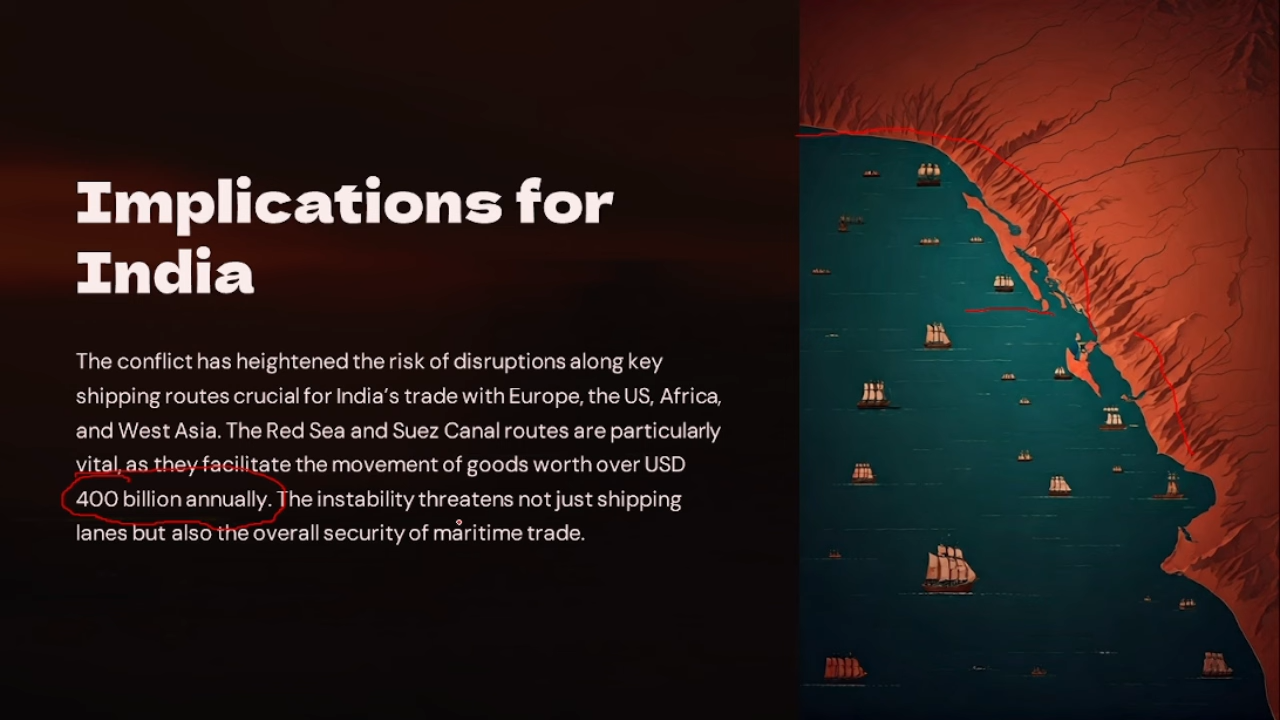 Implications for
India
The conflict has heightened the risk of disruptions along key
shipping routes crucial for India’s trade with Europe, the US, Africa,
and West Asia. The Red Sea and Suez Canal routes are particularly
vital, as they facilitate the movement of goods worth over USD
400 billion annually. The instability threatens not just shipping
lanes but also the overall security of maritime trade.